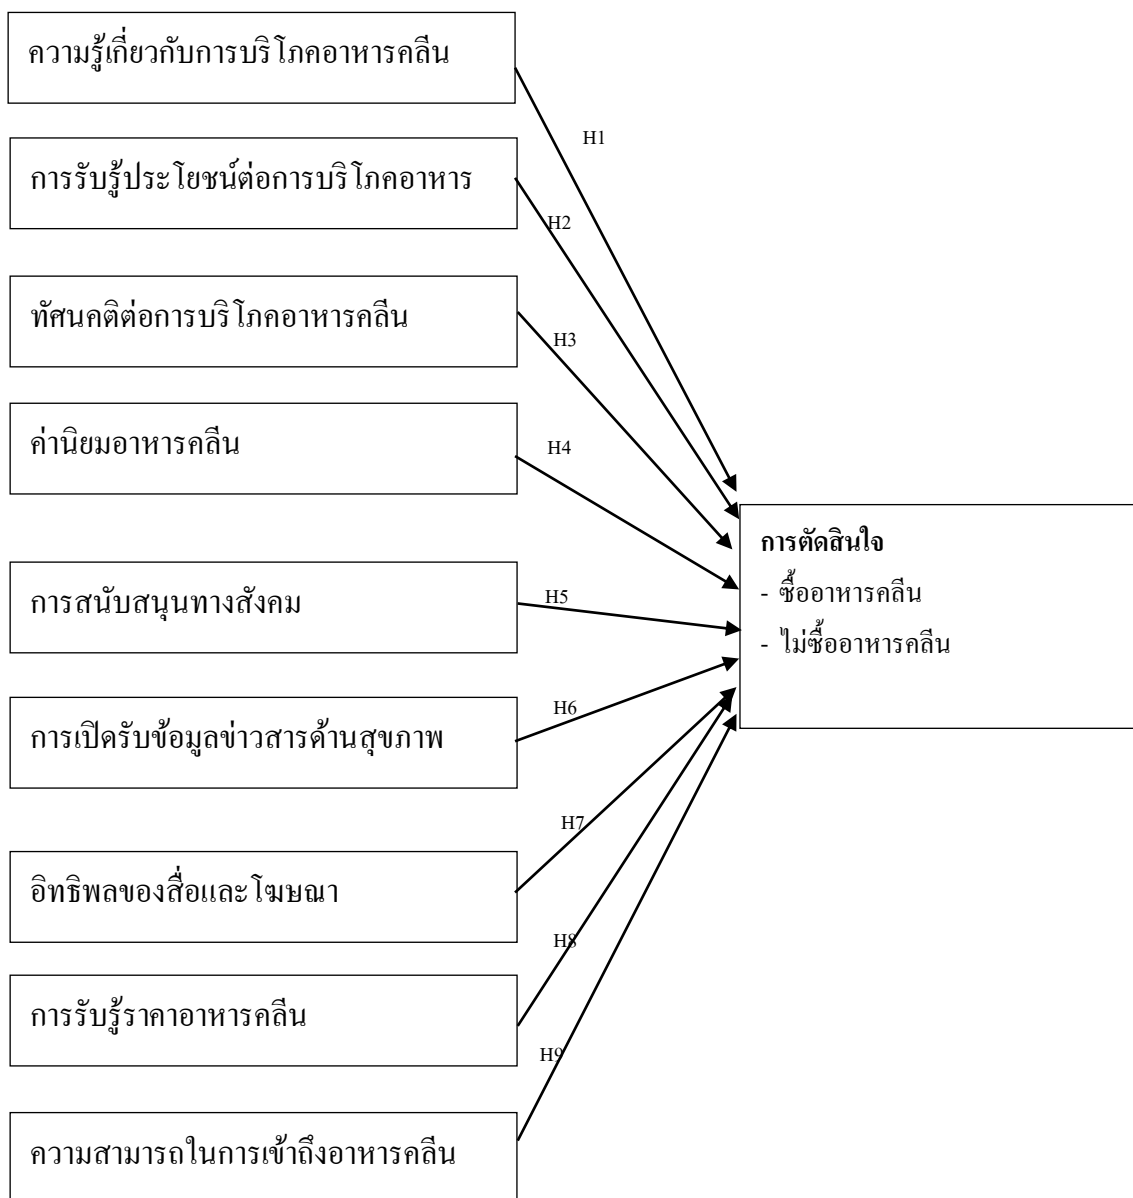 ความรู้เกี่ยวกับการบริโภคอาหารคลีน
H1
การรับรู้ประโยชน์ต่อการบริโภคอาหาร
H2
ทัศนคติต่อการบริโภคอาหารคลีน
H3
ค่านิยมอาหารคลีน
H4
การตัดสินใจ
- ซื้ออาหารคลีน
- ไม่ซื้ออาหารคลีน
การสนับสนุนทางสังคม
H5
การเปิดรับข้อมูลข่าวสารด้านสุขภาพ
H6
อิทธิพลของสื่อและโฆษณา
H7
การรับรู้ราคาอาหารคลีน
H8
ความสามารถในการเข้าถึงอาหารคลีน
H9